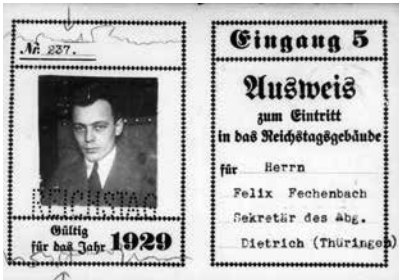 Nr. 237.
REICHSTAG
Gültig
für das Jahr 1929
Eingang 5
Ausweis
zum Eintritt
in das Reichstagsgebäude
für Herrn
Felix Fechenbach
Sekretär des Abg.
Dietrich (Thüringen)